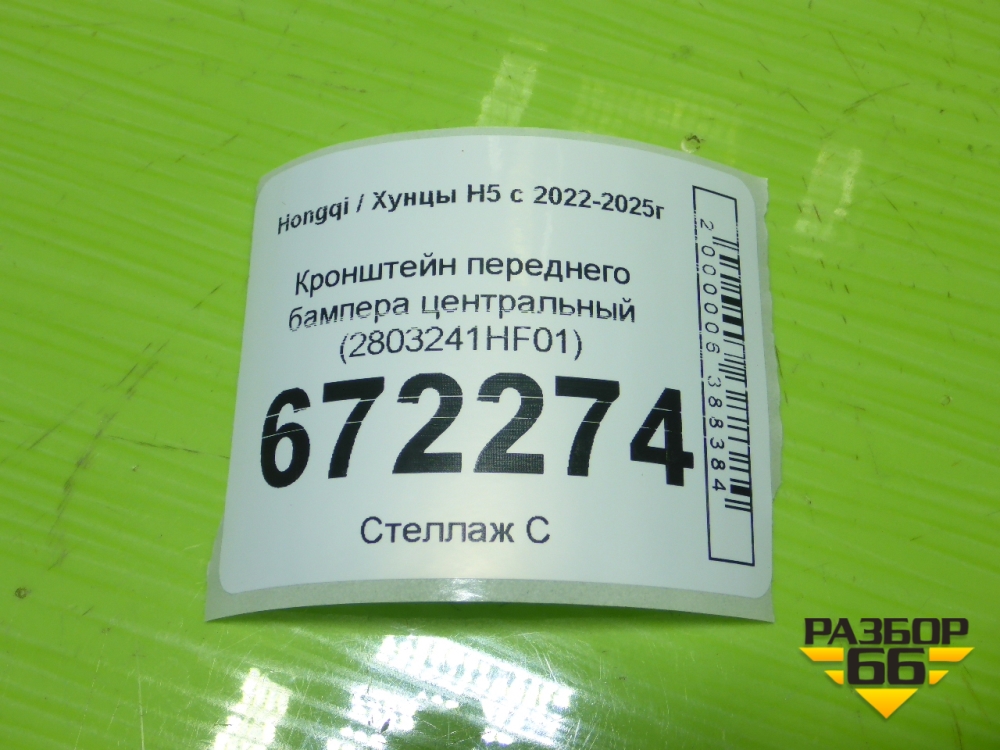 Hongqi / Хунцы H5 с 2022-2025г
Кронштейн переднего
бампера центральный
(2803241HF01)
672274
Стеллаж С
2000006388384
РАЗБОР
66